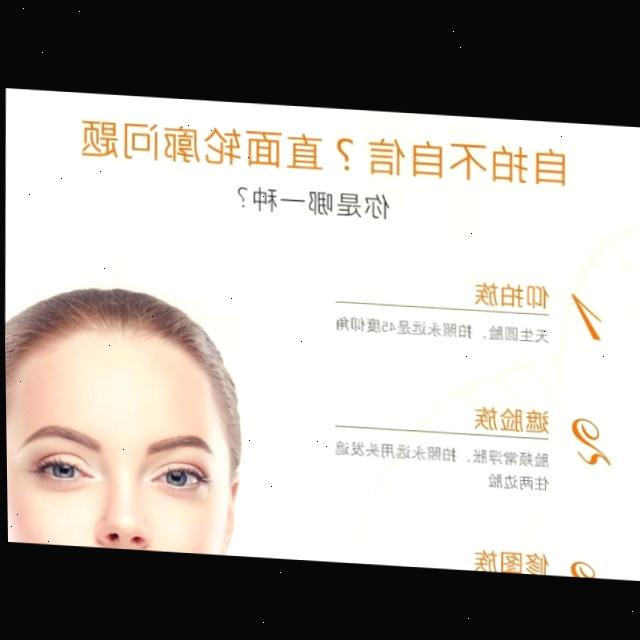 自拍不自信？直面轮廓问题
你是哪一种？
1
仰拍族
天生圆脸，拍照永远是45度仰角
2
遮脸族
脸颊常浮胀，拍照永远用头发遮
住两边脸
修图族